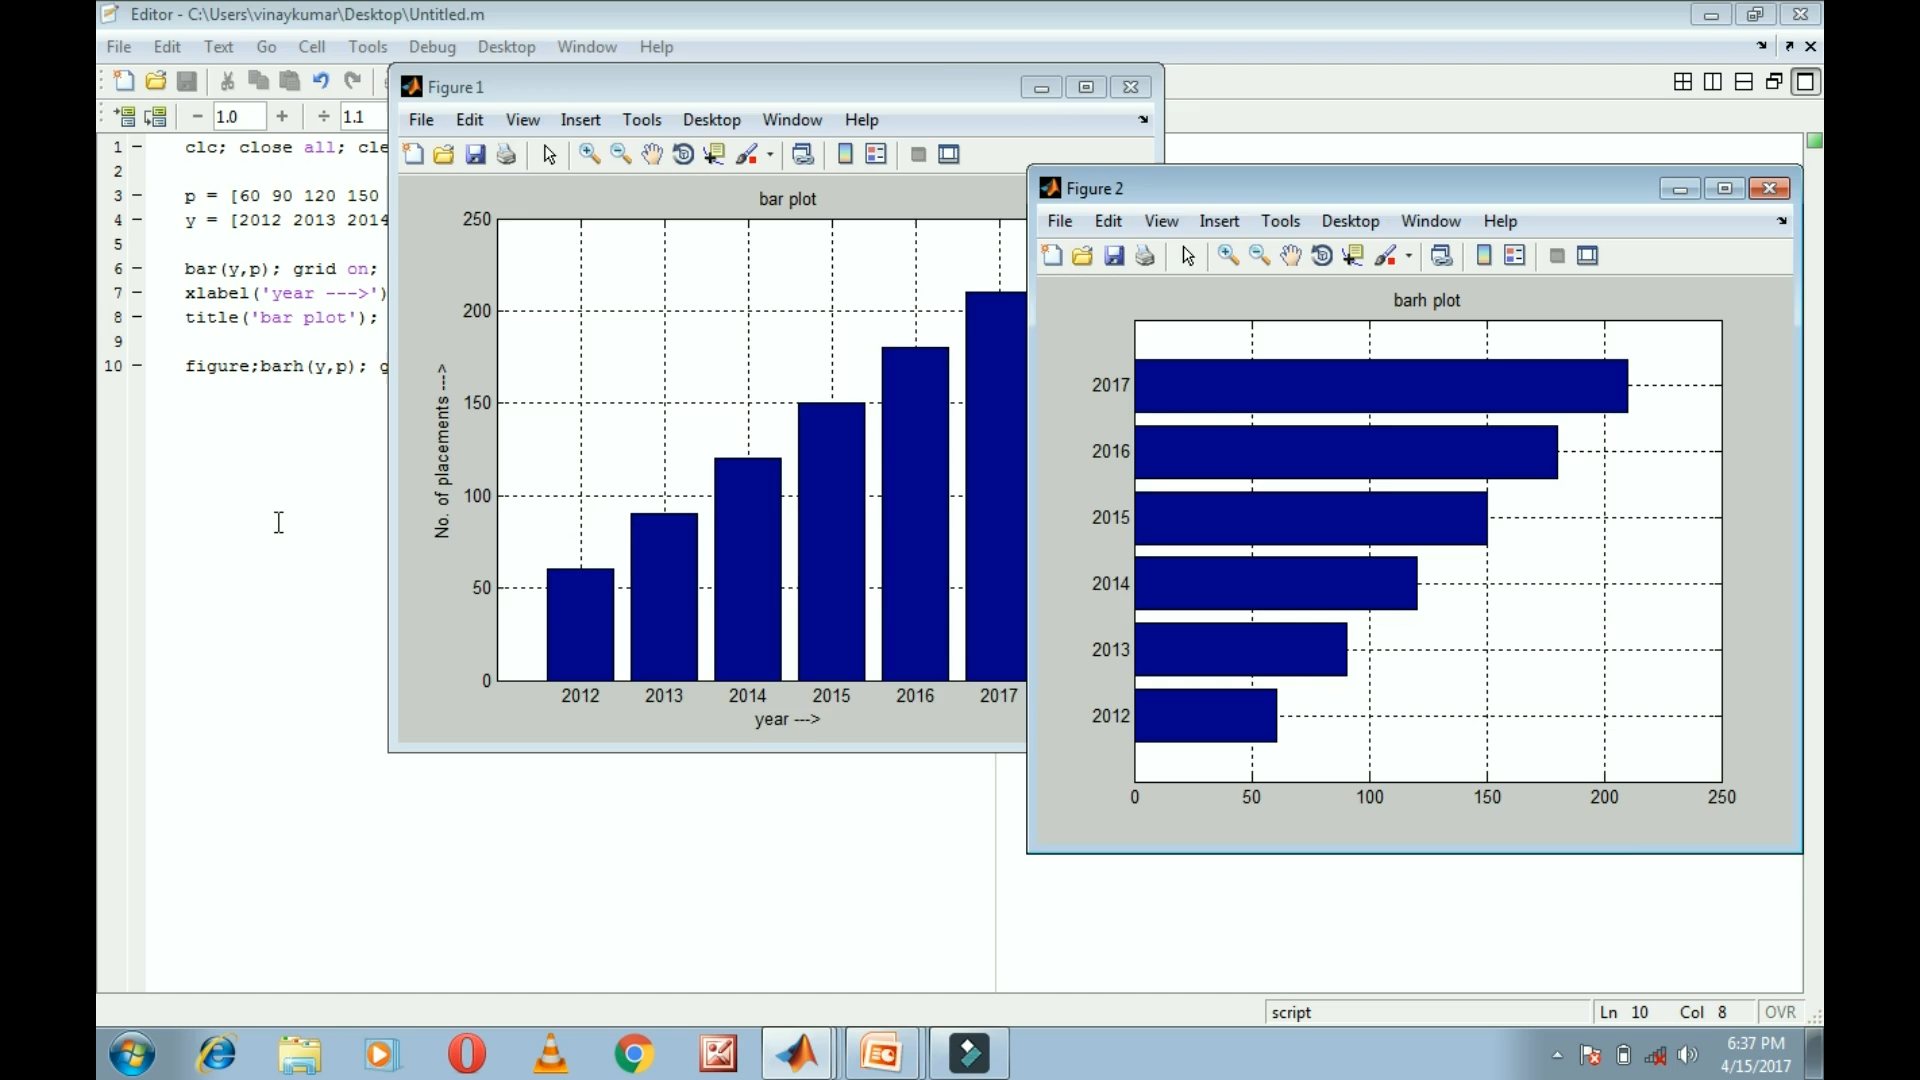 Editor - C:\Users\vinaykumar\Desktop\Untitled.m
File Edit Text Go Cell Tools Debug Desktop Window Help
1.0
1.1
1 clc; close all; cle
2
3 p = [60 90 120 150
4 y = [2012 2013 2014
5
6 bar(y,p); grid on;
7 xlabel('year --->')
8 title('bar plot');
9
10 figure;barh(y,p); g
Figure 1
File Edit View Insert Tools Desktop Window Help
bar plot
250
200
150
100
50
0
No. of placements --->
2012 2013 2014 2015 2016 2017
year --->
Figure 2
File Edit View Insert Tools Desktop Window Help
barh plot
2017
2016
2015
2014
2013
2012
0 50 100 150 200 250
script
Ln 10 Col 8 OVR
6:37 PM
4/15/2017